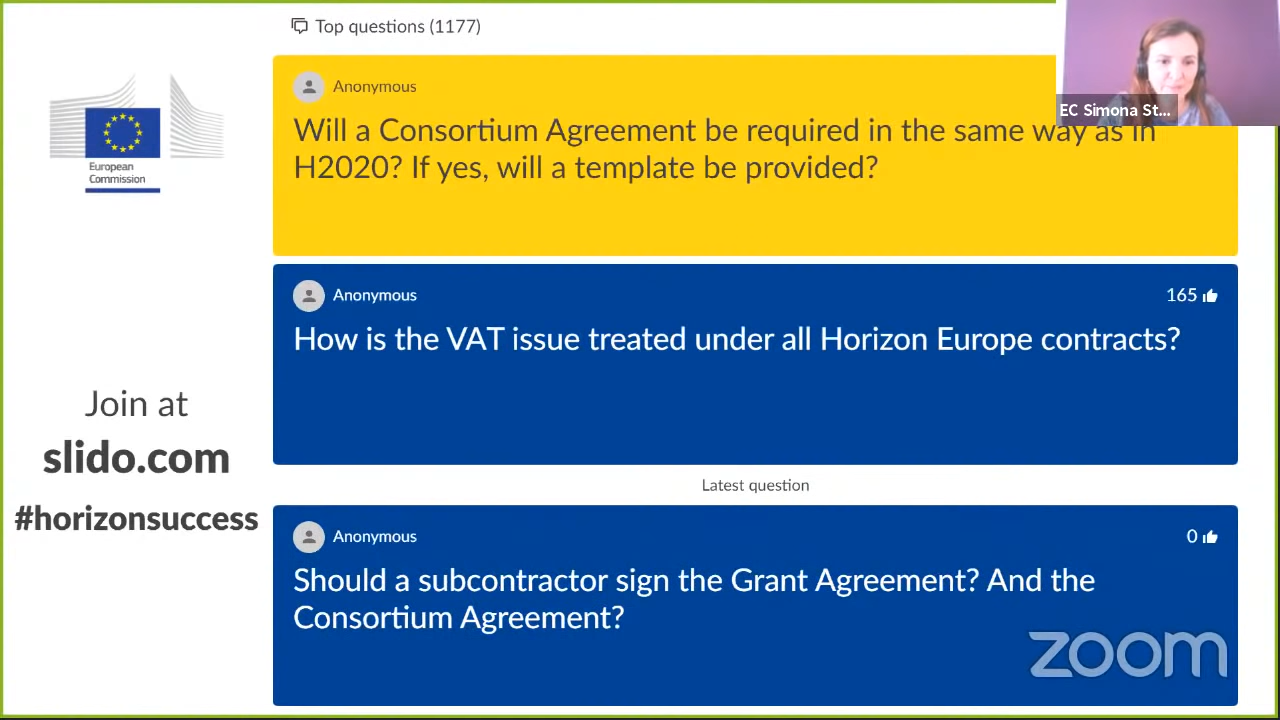 Top questions (1177)
Anonymous
EC Simona St...
Will a Consortium Agreement be required in the same way as in
H2020? If yes, will a template be provided?
European
Commission
Anonymous
165
How is the VAT issue treated under all Horizon Europe contracts?
Join at
slido.com
#horizonsuccess
Latest question
Anonymous
0
Should a subcontractor sign the Grant Agreement? And the
Consortium Agreement?
zoom